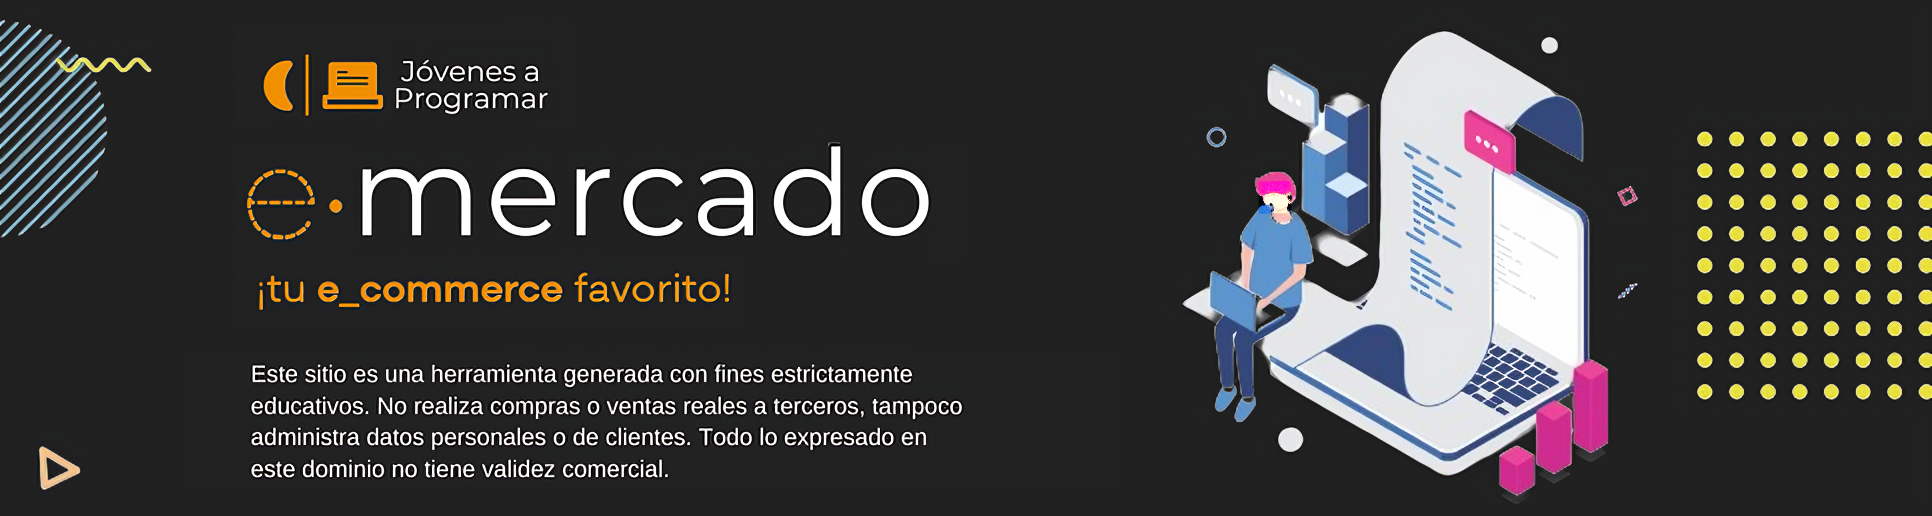 Jóvenes a
Programar
e·mercado
¡tu e_commerce favorito!
Este sitio es una herramienta generada con fines estrictamente
educativos. No realiza compras o ventas reales a terceros, tampoco
administra datos personales o de clientes. Todo lo expresado en
este dominio no tiene validez comercial.